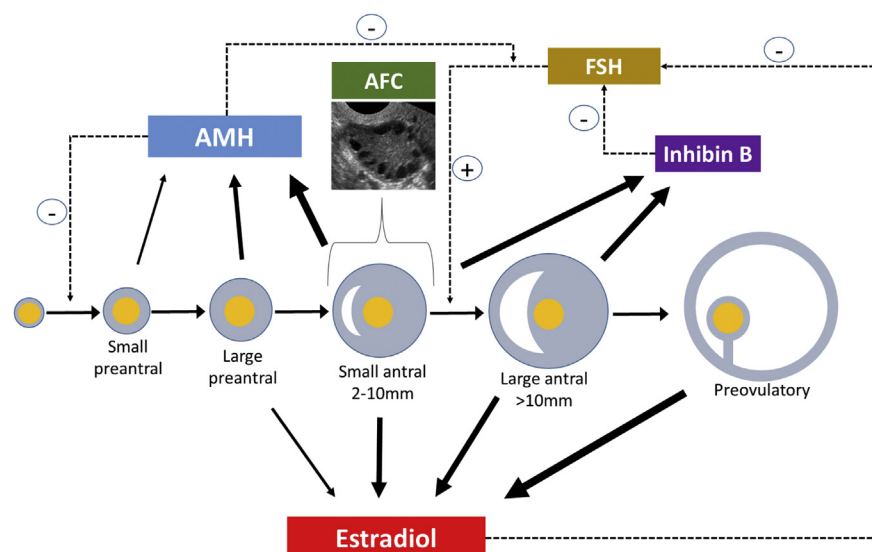 -
-
AFC
FSH
AMH
-
Inhibin B
+
-
Small
preantral
Large
preantral
Small antral
2-10mm
Large antral
>10mm
Preovulatory
Estradiol